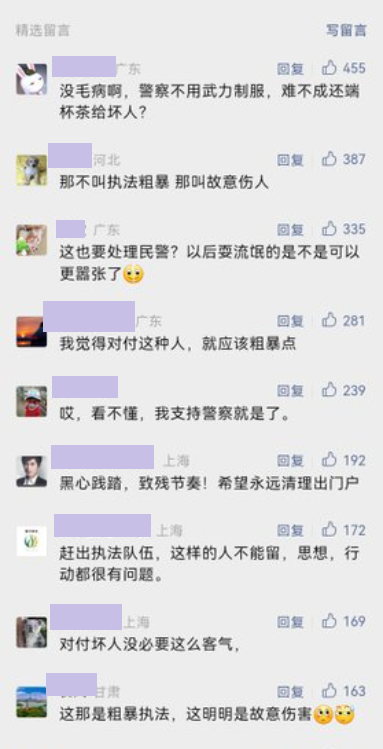 精选留言 写留言
广东 回复 455
没毛病啊，警察不用武力制服，难不成还端
杯茶给坏人？
河北 回复 387
那不叫执法粗暴 那叫故意伤人
广东 回复 335
这也要处理民警？以后耍流氓的是不是可以
更嚣张了
广东 回复 281
我觉得对付这种人，就应该粗暴点
回复 239
哎，看不懂，我支持警察就是了。
上海 回复 192
黑心践踏，致残节奏！希望永远清理出门户
上海 回复 172
赶出执法队伍，这样的人不能留，思想，行
动都很有问题。
上海 回复 169
对付坏人没必要这么客气，
甘肃 回复 163
这那是粗暴执法，这明明是故意伤害